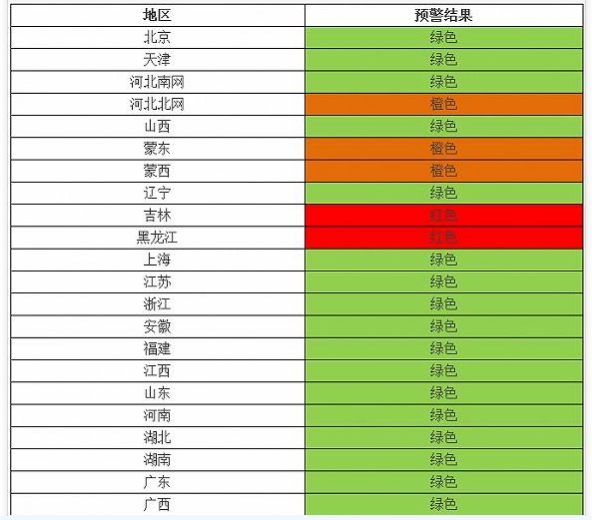 地区 预警结果
北京 绿色
天津 绿色
河北南网 绿色
河北北网 橙色
山西 绿色
蒙东 橙色
蒙西 橙色
辽宁 绿色
吉林 红色
黑龙江 红色
上海 绿色
江苏 绿色
浙江 绿色
安徽 绿色
福建 绿色
江西 绿色
山东 绿色
河南 绿色
湖北 绿色
湖南 绿色
广东 绿色
广西 绿色